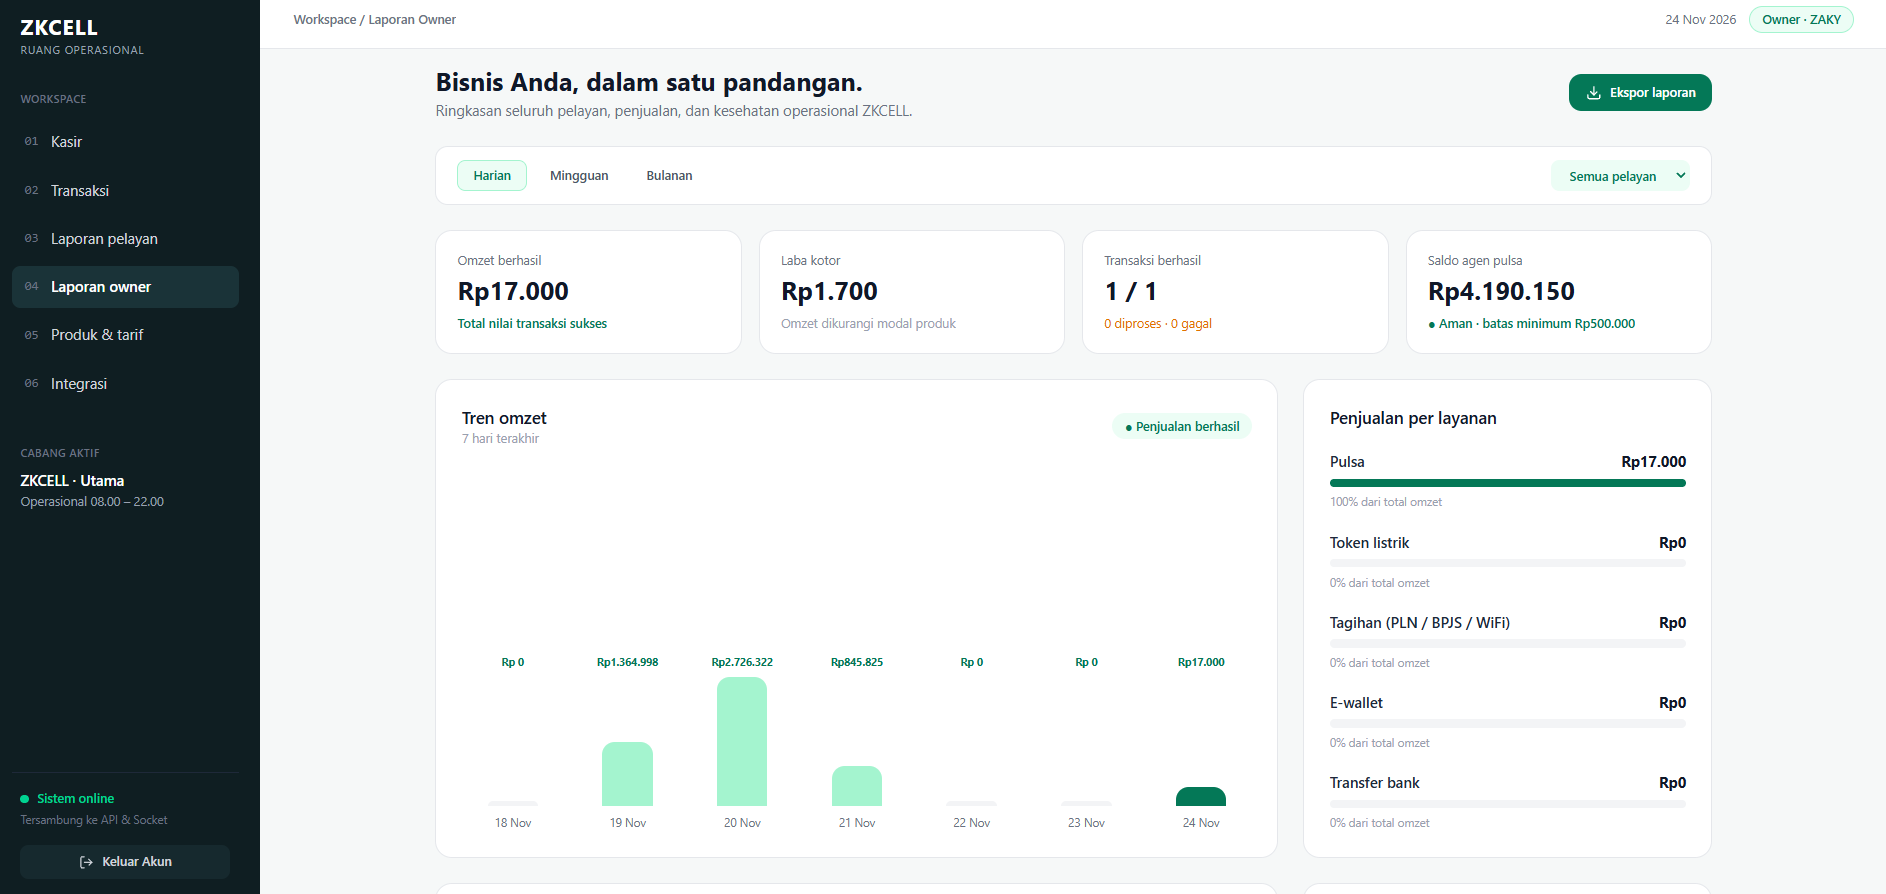 ZKCELL
RUANG OPERASIONAL
WORKSPACE
01 Kasir
02 Transaksi
03 Laporan pelayan
04 Laporan owner
05 Produk & tarif
06 Integrasi
CABANG AKTIF
ZKCELL · Utama
Operasional 08.00 – 22.00
Sistem online
Tersambung ke API & Socket
Keluar Akun
Workspace / Laporan Owner
24 Nov 2026
Owner · ZAKY
Bisnis Anda, dalam satu pandangan.
Ringkasan seluruh pelayan, penjualan, dan kesehatan operasional ZKCELL.
Ekspor laporan
Harian Mingguan Bulanan
Semua pelayan
Omzet berhasil
Rp17.000
Total nilai transaksi sukses
Laba kotor
Rp1.700
Omzet dikurangi modal produk
Transaksi berhasil
1 / 1
0 diproses · 0 gagal
Saldo agen pulsa
Rp4.190.150
● Aman · batas minimum Rp500.000
Tren omzet
7 hari terakhir
● Penjualan berhasil
Rp 0 Rp1.364.998 Rp2.726.322 Rp845.825 Rp 0 Rp 0 Rp17.000
18 Nov 19 Nov 20 Nov 21 Nov 22 Nov 23 Nov 24 Nov
Penjualan per layanan
Pulsa Rp17.000
100% dari total omzet
Token listrik Rp0
0% dari total omzet
Tagihan (PLN / BPJS / WiFi) Rp0
0% dari total omzet
E-wallet Rp0
0% dari total omzet
Transfer bank Rp0
0% dari total omzet